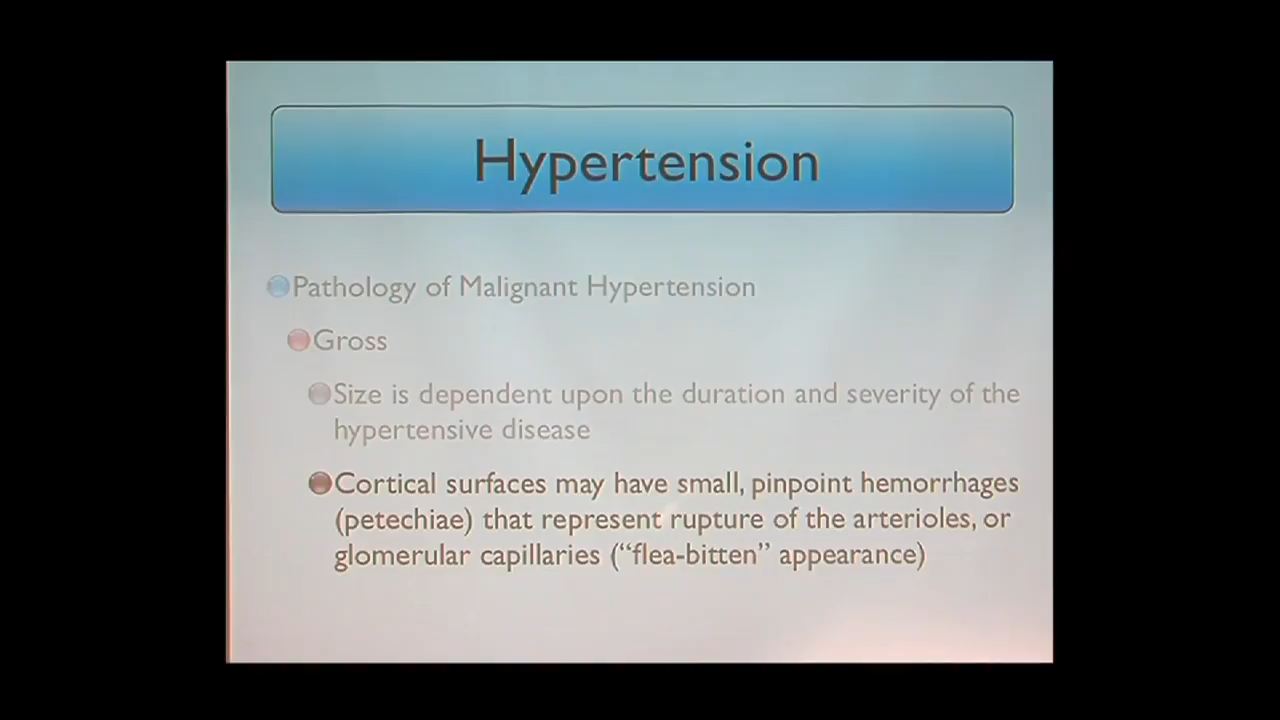 Hypertension
Pathology of Malignant Hypertension
Gross
Size is dependent upon the duration and severity of the
hypertensive disease
Cortical surfaces may have small, pinpoint hemorrhages
(petechiae) that represent rupture of the arterioles, or
glomerular capillaries (“flea-bitten” appearance)